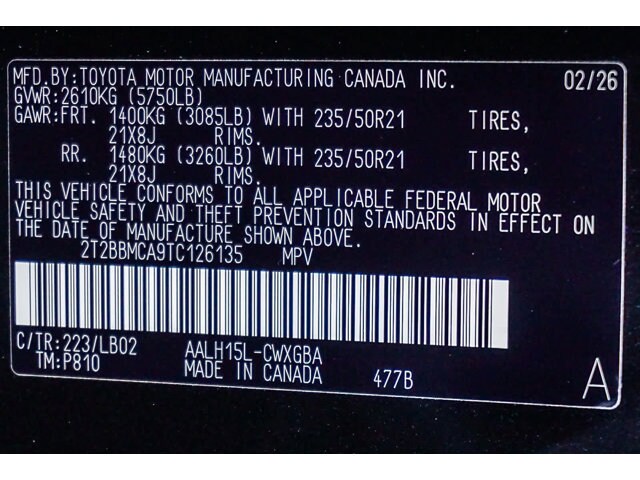 MFD.BY:TOYOTA MOTOR MANUFACTURING CANADA INC. 02/26
GVWR:2610KG (5750LB)
GAWR:FRT. 1400KG (3085LB) WITH 235/50R21 TIRES,
21X8J RIMS.
RR. 1480KG (3260LB) WITH 235/50R21 TIRES,
21X8J RIMS.
THIS VEHICLE CONFORMS TO ALL APPLICABLE FEDERAL MOTOR
VEHICLE SAFETY AND THEFT PREVENTION STANDARDS IN EFFECT ON
THE DATE OF MANUFACTURE SHOWN ABOVE.
2T2BBMCA9TC126135 MPV
C/TR:223/LB02 AALH15L-CWXGBA
TM:P810 MADE IN CANADA 477B A